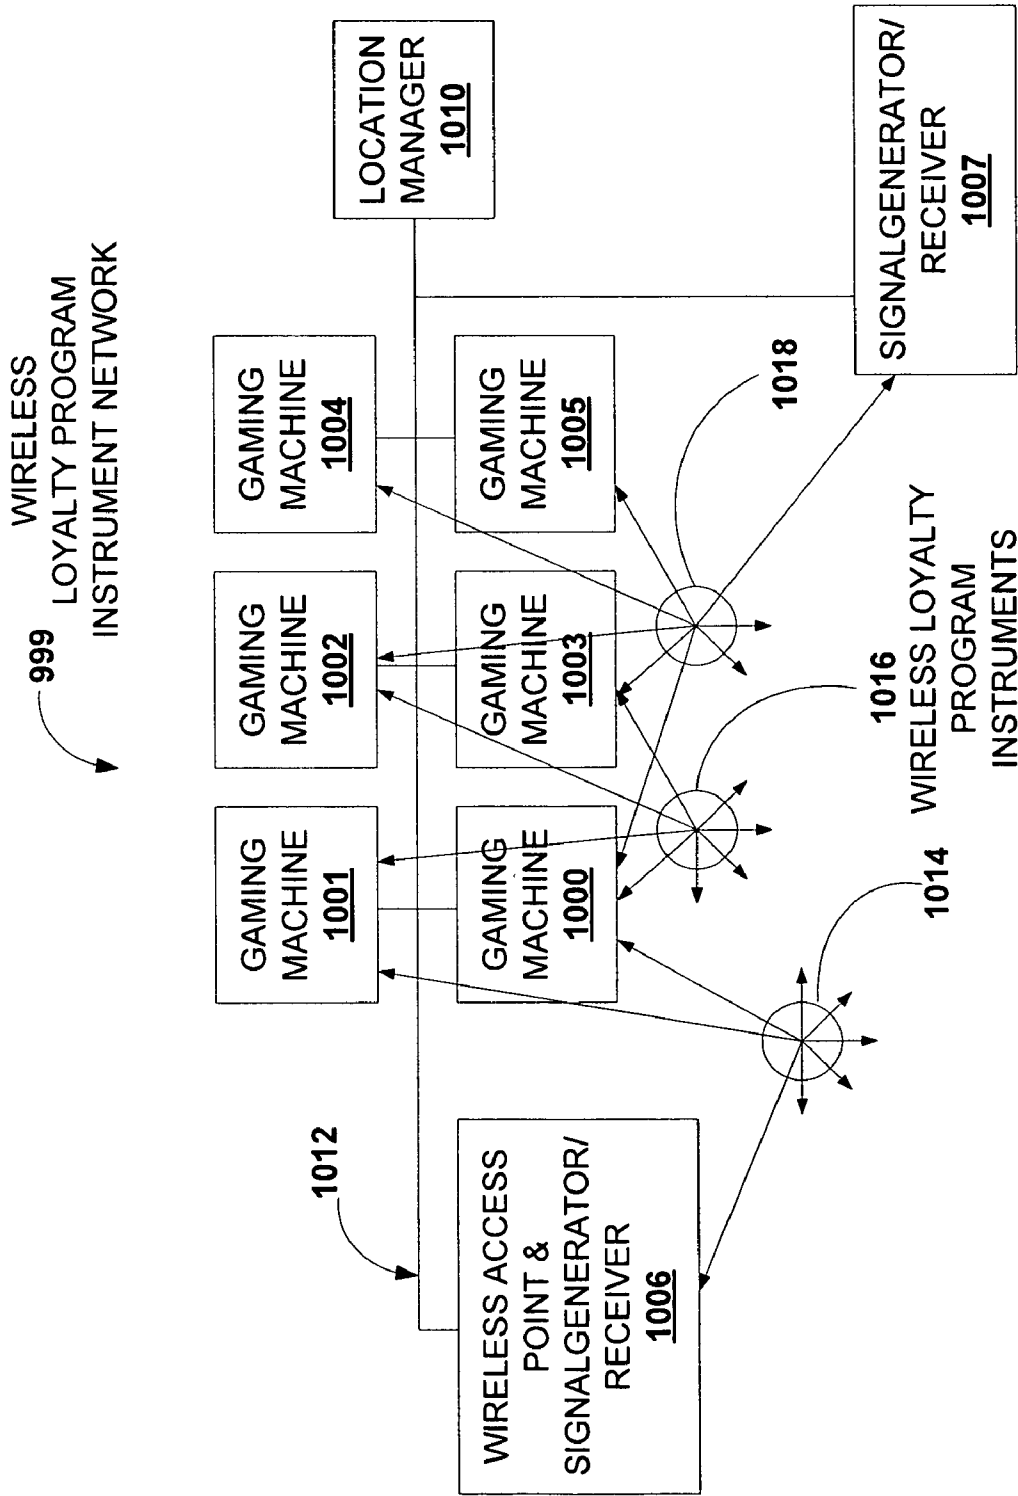 WIRELESS
LOYALTY PROGRAM
INSTRUMENT NETWORK
999
GAMING
MACHINE
1001
GAMING
MACHINE
1002
GAMING
MACHINE
1004
LOCATION
MANAGER
1010
1012
WIRELESS ACCESS
POINT &
SIGNALGENERATOR/
RECEIVER
1006
GAMING
MACHINE
1000
GAMING
MACHINE
1003
GAMING
MACHINE
1005
1018
1016
1014
WIRELESS LOYALTY
PROGRAM
INSTRUMENTS
SIGNALGENERATOR/
RECEIVER
1007